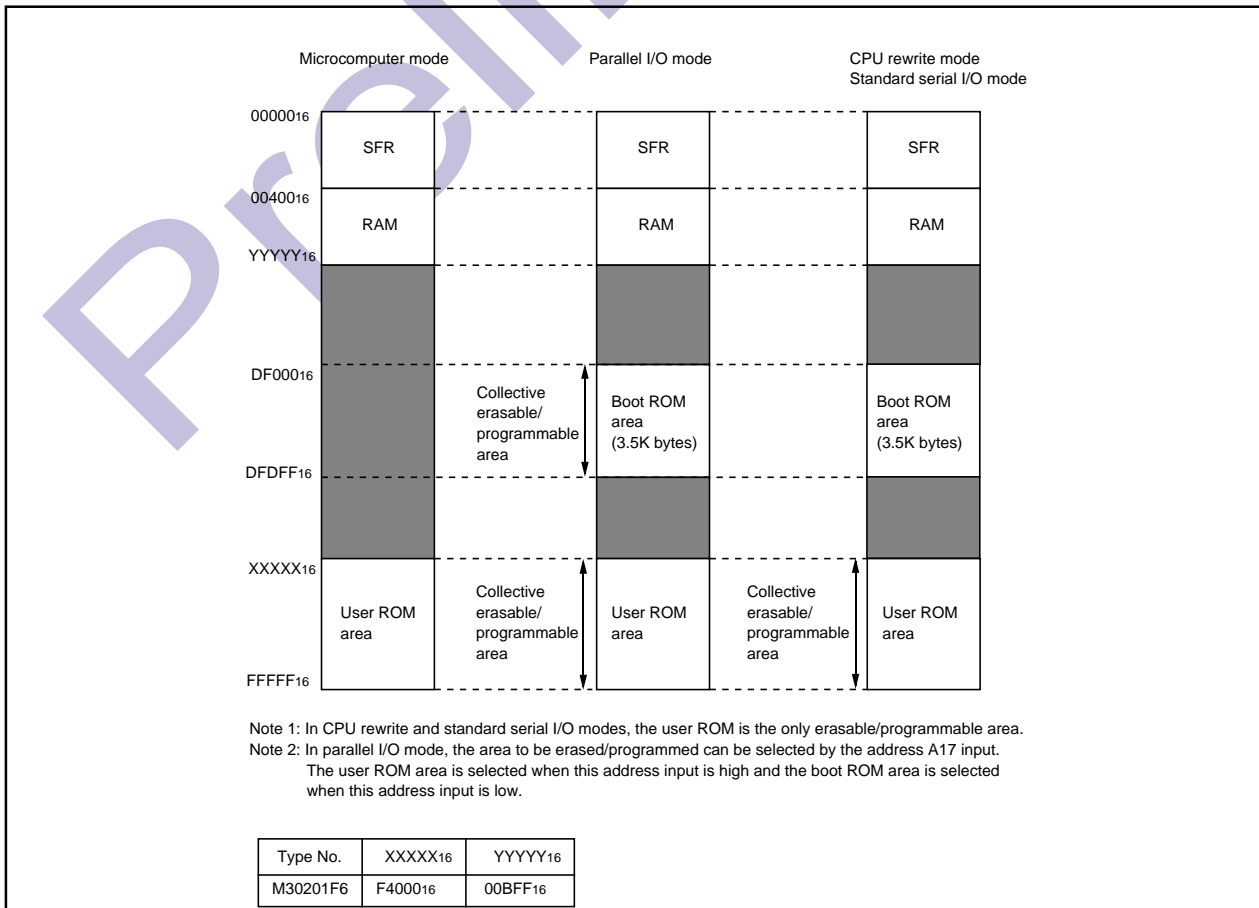 Microcomputer mode
Parallel I/O mode
CPU rewrite mode
Standard serial I/O mode
0000016
SFR
SFR
SFR
0040016
RAM
RAM
RAM
YYYYY16
DF00016
Collective
erasable/
programmable
area
Boot ROM
area
(3.5K bytes)
Boot ROM
area
(3.5K bytes)
DFDFF16
XXXXX16
User ROM
area
Collective
erasable/
programmable
area
User ROM
area
Collective
erasable/
programmable
area
User ROM
area
FFFFF16
Note 1: In CPU rewrite and standard serial I/O modes, the user ROM is the only erasable/programmable area.
Note 2: In parallel I/O mode, the area to be erased/programmed can be selected by the address A17 input.
The user ROM area is selected when this address input is high and the boot ROM area is selected
when this address input is low.
Type No. XXXXX16 YYYYY16
M30201F6 F400016 00BFF16